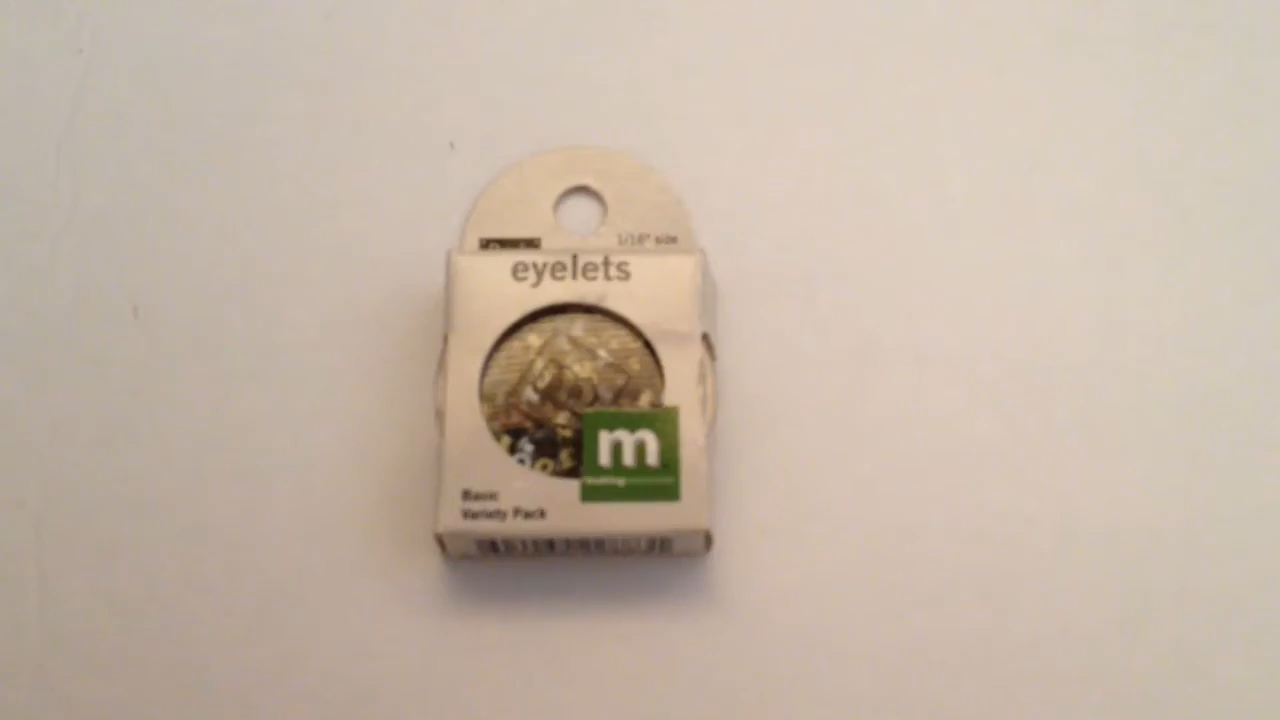 1/16" size
eyelets
m
Basic
Variety Pack